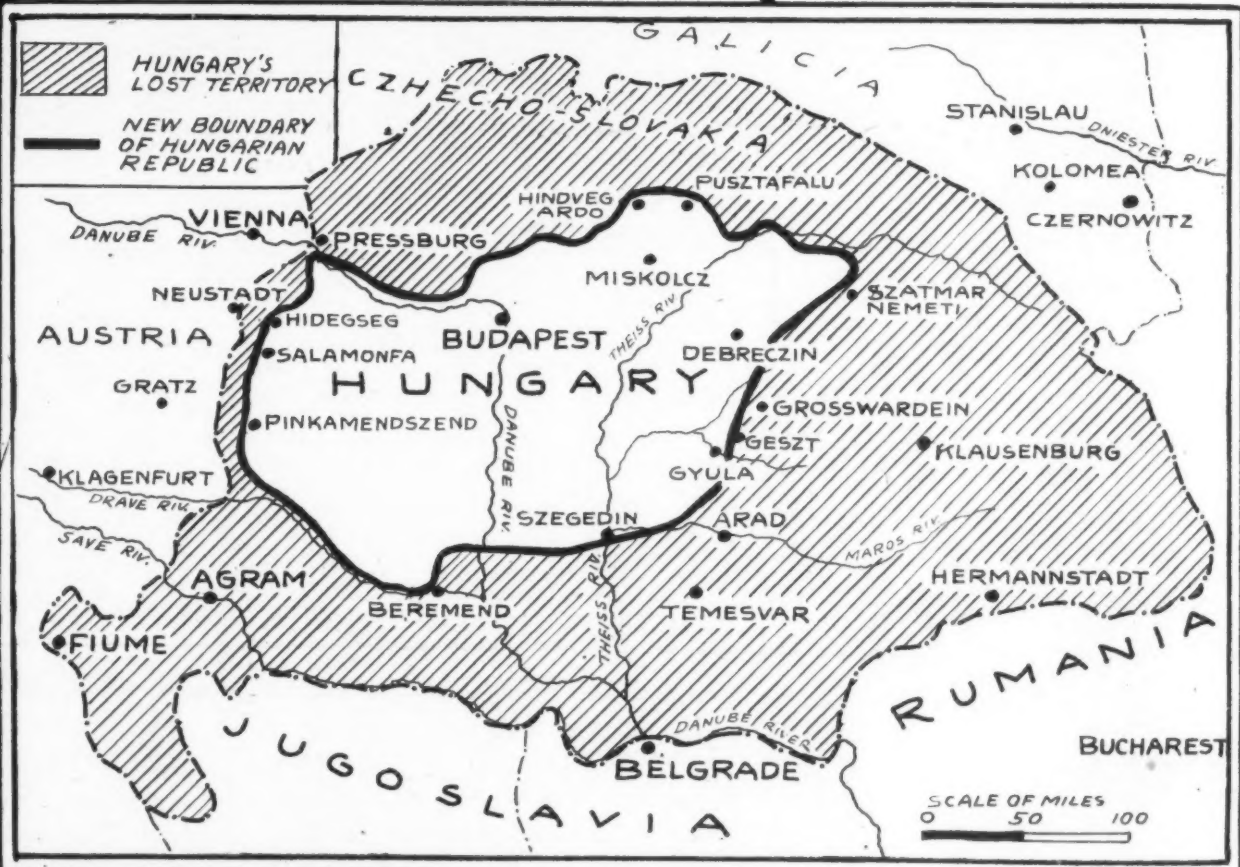 HUNGARY'S
LOST TERRITORY
NEW BOUNDARY
OF HUNGARIAN
REPUBLIC
GALICIA
CZHECHO-SLOVAKIA
STANISLAU
DNIESTER RIV.
KOLOMEA
CZERNOWITZ
HINDVEG
ARDO
PUSZTAFALU
VIENNA
DANUBE RIV.
PRESSBURG
MISKOLCZ
NEUSTADT
HIDEGSEG
AUSTRIA
SALAMONFA
BUDAPEST
THEISS RIV.
SZATMAR
NEMETI
DEBRECZIN
HUNGARY
GRATZ
PINKAMENDSZEND
DANUBE RIV.
GROSSWARDEIN
GESZT
GYULA
KLAUSENBURG
KLAGENFURT
DRAVE RIV.
SAVE RIV.
SZEGEDIN
ARAD
MAROS RIV.
AGRAM
BEREMEND
THEISS RIV.
TEMESVAR
HERMANNSTADT
FIUME
RUMANIA
JUGOSLAVIA
DANUBE RIVER
BELGRADE
BUCHAREST
SCALE OF MILES
0 50 100